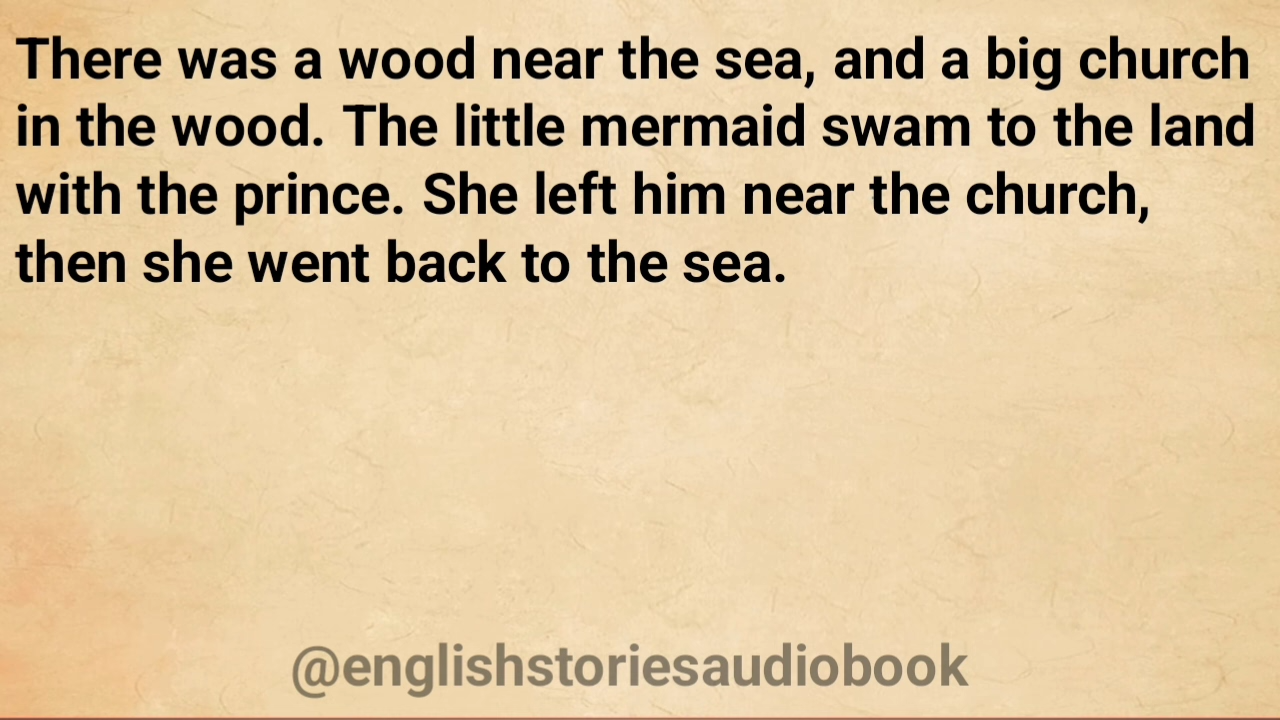 There was a wood near the sea, and a big church
in the wood. The little mermaid swam to the land
with the prince. She left him near the church,
then she went back to the sea.
@englishstoriesaudiobook